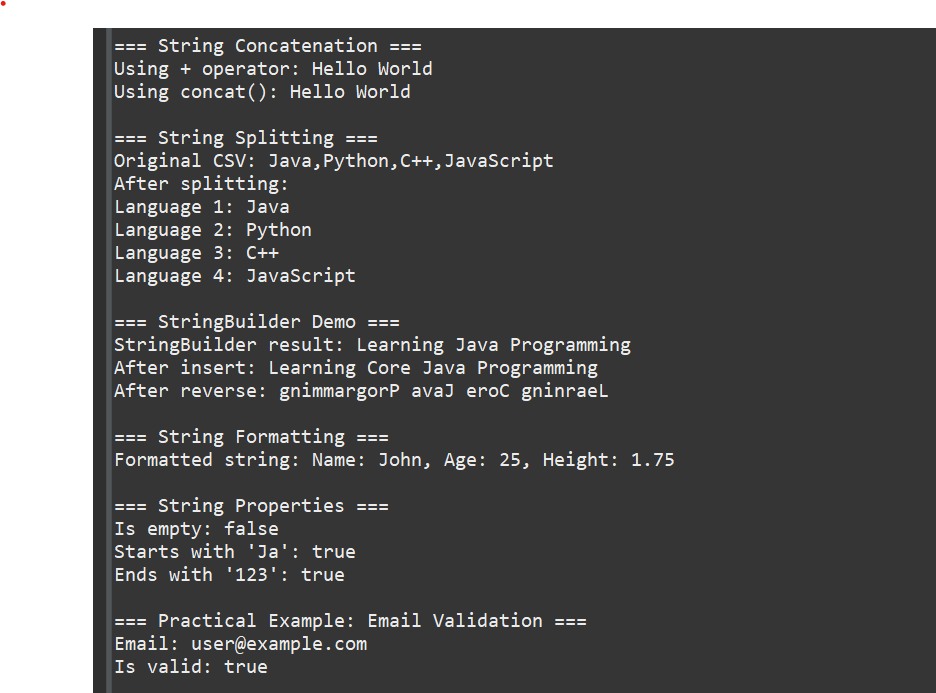 === String Concatenation ===
Using + operator: Hello World
Using concat(): Hello World
=== String Splitting ===
Original CSV: Java,Python,C++,JavaScript
After splitting:
Language 1: Java
Language 2: Python
Language 3: C++
Language 4: JavaScript
=== StringBuilder Demo ===
StringBuilder result: Learning Java Programming
After insert: Learning Core Java Programming
After reverse: gnimmargorP avaJ eroC gninraeL
=== String Formatting ===
Formatted string: Name: John, Age: 25, Height: 1.75
=== String Properties ===
Is empty: false
Starts with 'Ja': true
Ends with '123': true
=== Practical Example: Email Validation ===
Email: user@example.com
Is valid: true